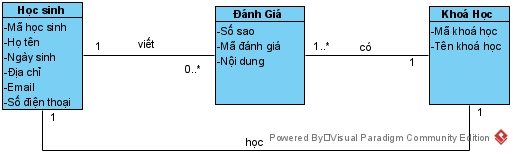 Học sinh
-Mã học sinh
-Họ tên
-Ngày sinh
-Địa chỉ
-Email
-Số điện thoại
1
viết
0..*
Đánh Giá
-Số sao
-Mã đánh giá
-Nội dung
1..*
có
1
Khoá Học
-Mã khoá học
-Tên khoá học
1
1
học
Powered By Visual Paradigm Community Edition